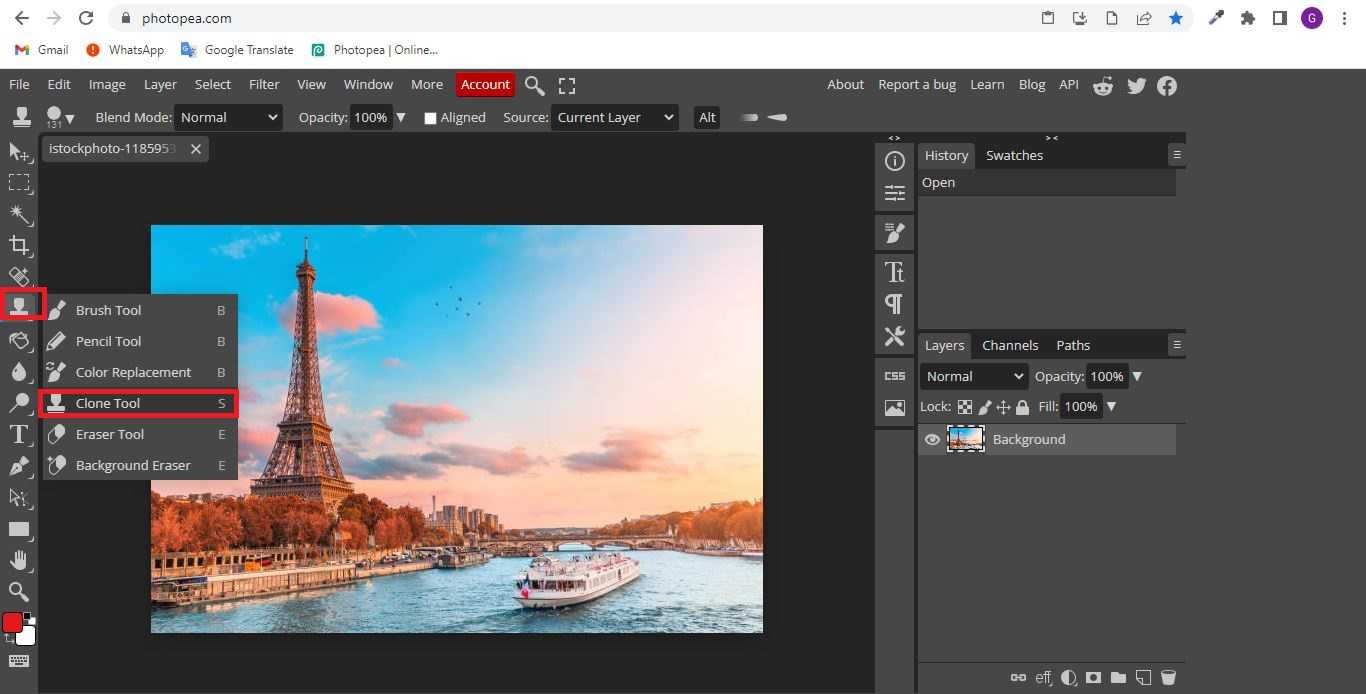 photopea.com
G
Gmail WhatsApp Google Translate Photopea | Online...
File Edit Image Layer Select Filter View Window More Account About Report a bug Learn Blog API
131 Blend Mode: Normal Opacity: 100% Aligned Source: Current Layer Alt
istockphoto-1185953
History Swatches
Open
Brush Tool B
Pencil Tool B
Color Replacement B
Clone Tool S
Eraser Tool E
Background Eraser E
Layers Channels Paths
CSS
Normal Opacity: 100%
Lock: Fill: 100%
Background
eff